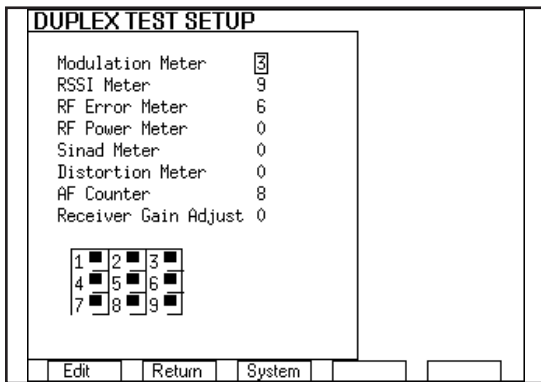 DUPLEX TEST SETUP
Modulation Meter 3
RSSI Meter 9
RF Error Meter 6
RF Power Meter 0
Sinad Meter 0
Distortion Meter 0
AF Counter 8
Receiver Gain Adjust 0
1 2 3
4 5 6
7 8 9
Edit Return System